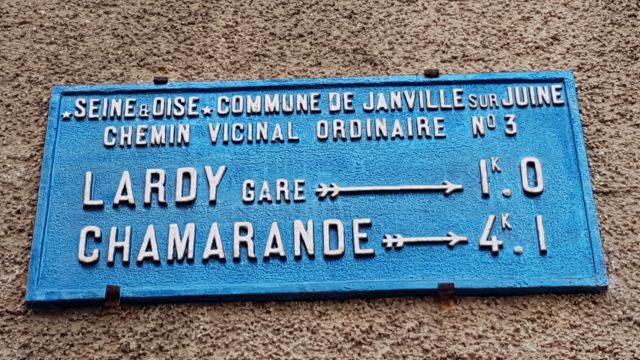 ★SEINE & OISE★COMMUNE DE JANVILLE SUR JUINE
CHEMIN VICINAL ORDINAIRE Nº 3
LARDY GARE → 1K.0
CHAMARANDE → 4K.1